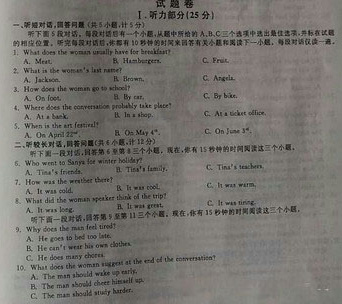 试 题 卷
I.听力部分(25分)
一、听短对话,回答问题(共5小题,计5分)
听下面5段对话,每段对话后有一个小题,从题中所给的A、B、C三个选项中选出最佳选项,并标在试题
的相应位置。听完每段对话后,你都有10秒钟的时间来回答有关小题和阅读下一小题。每段对话仅读一遍。
1. What does the woman usually have for breakfast?
A. Meat. B. Hamburgers. C. Fruit.
2. What is the woman's last name?
A. Jackson. B. Brown. C. Angela.
3. How does the woman go to school?
A. On foot. B. By car. C. By bike.
4. Where does the conversation probably take place?
A. At a bank. B. In a shop. C. At a ticket office.
5. When is the art festival?
A. On April 22nd. B. On May 4th. C. On June 1st.
二、听较长对话,回答问题(共6小题,计12分)
听下面一段对话,回答第6至第8三个小题。现在,你有15秒钟的时间阅读这三个小题。
6. Who went to Sanya for winter holiday?
A. Tina's friends. B. Tina's family. C. Tina's teachers.
7. How was the weather there?
A. It was cold. B. It was cool. C. It was warm.
8. What did the woman speaker think of the trip?
A. It was long. B. It was great. C. It was tiring.
听下面一段对话,回答第9至第11三个小题。现在,你有15秒钟的时间阅读这三个小题。
9. Why does the man feel tired?
A. He goes to bed too late.
B. He can't wear his own clothes.
C. He does many chores.
10. What does the woman suggest at the end of the conversation?
A. The man should wake up early.
B. The man should cheer himself up.
C. The man should study harder.